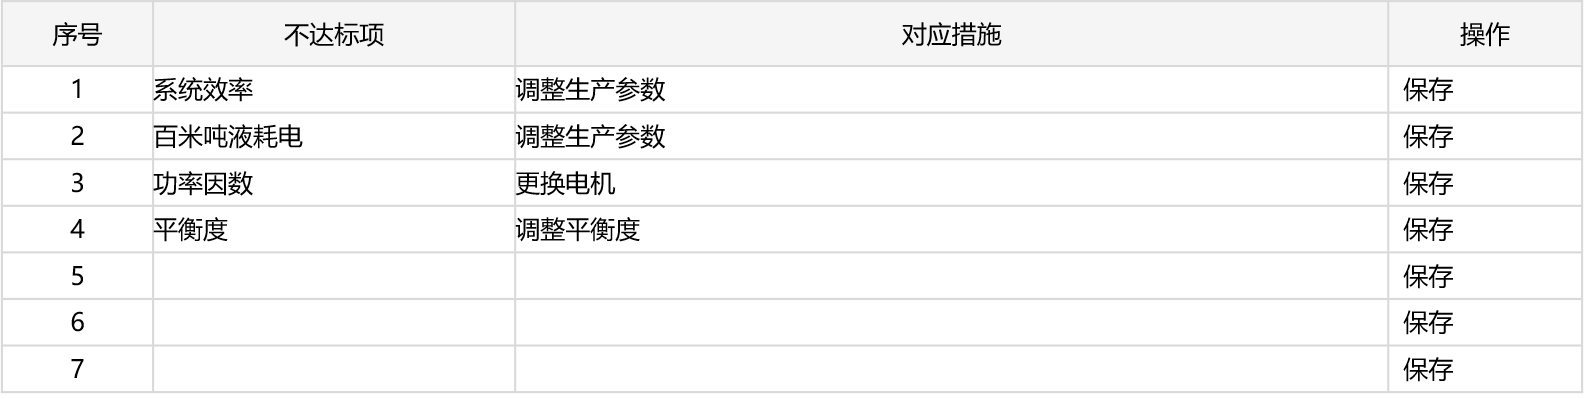 序号 不达标项 对应措施 操作
1 系统效率 调整生产参数 保存
2 百米吨液耗电 调整生产参数 保存
3 功率因数 更换电机 保存
4 平衡度 调整平衡度 保存
5 保存
6 保存
7 保存